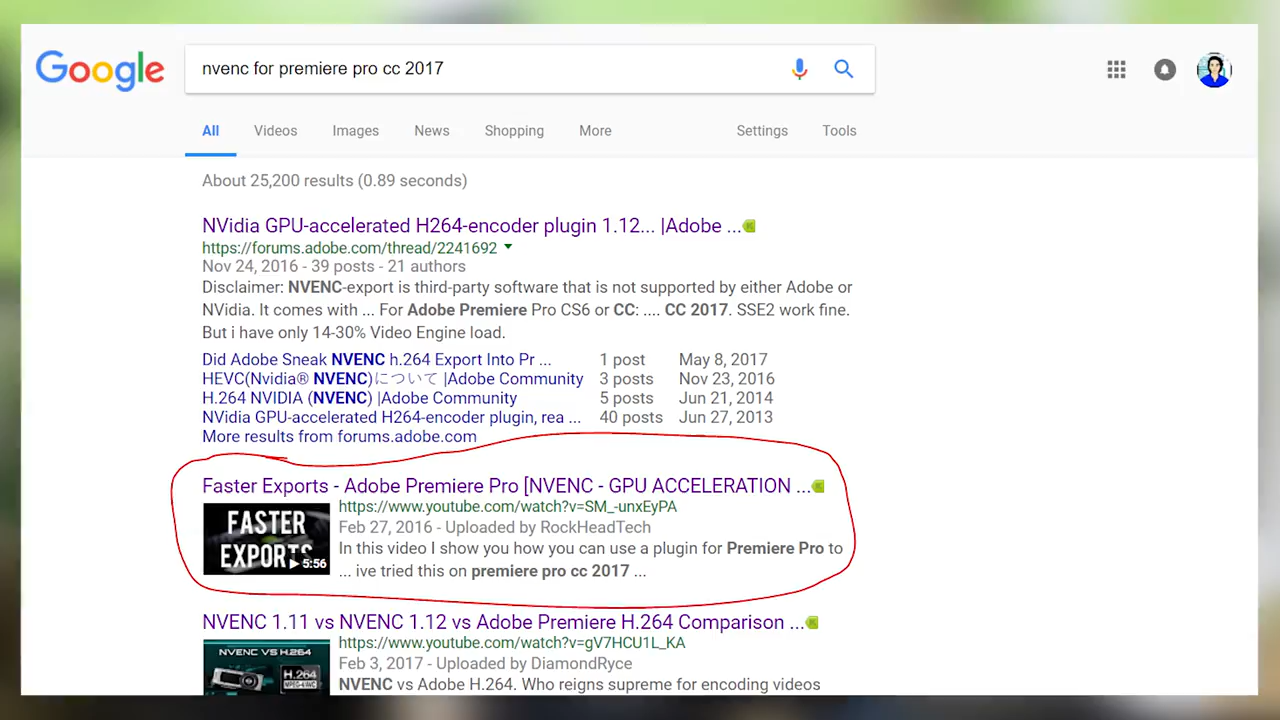 Google
nvenc for premiere pro cc 2017
All Videos Images News Shopping More Settings Tools
About 25,200 results (0.89 seconds)
NVidia GPU-accelerated H264-encoder plugin 1.12... |Adobe ...
https://forums.adobe.com/thread/2241692
Nov 24, 2016 - 39 posts - 21 authors
Disclaimer: NVENC-export is third-party software that is not supported by either Adobe or
NVidia. It comes with ... For Adobe Premiere Pro CS6 or CC: .... CC 2017. SSE2 work fine.
But i have only 14-30% Video Engine load.
Did Adobe Sneak NVENC h.264 Export Into Pr ... 1 post May 8, 2017
HEVC(Nvidia® NVENC)について |Adobe Community 3 posts Nov 23, 2016
H.264 NVIDIA (NVENC) |Adobe Community 5 posts Jun 21, 2014
NVidia GPU-accelerated H264-encoder plugin, rea ... 40 posts Jun 27, 2013
More results from forums.adobe.com
Faster Exports - Adobe Premiere Pro [NVENC - GPU ACCELERATION ...
FASTER
EXPORTS
5:56
https://www.youtube.com/watch?v=SM_-unxEyPA
Feb 27, 2016 - Uploaded by RockHeadTech
In this video I show you how you can use a plugin for Premiere Pro to
... ive tried this on premiere pro cc 2017 ...
NVENC 1.11 vs NVENC 1.12 vs Adobe Premiere H.264 Comparison ...
NVENC VS H.264
H.264
https://www.youtube.com/watch?v=gV7HCU1L_KA
Feb 3, 2017 - Uploaded by DiamondRyce
NVENC vs Adobe H.264. Who reigns supreme for encoding videos